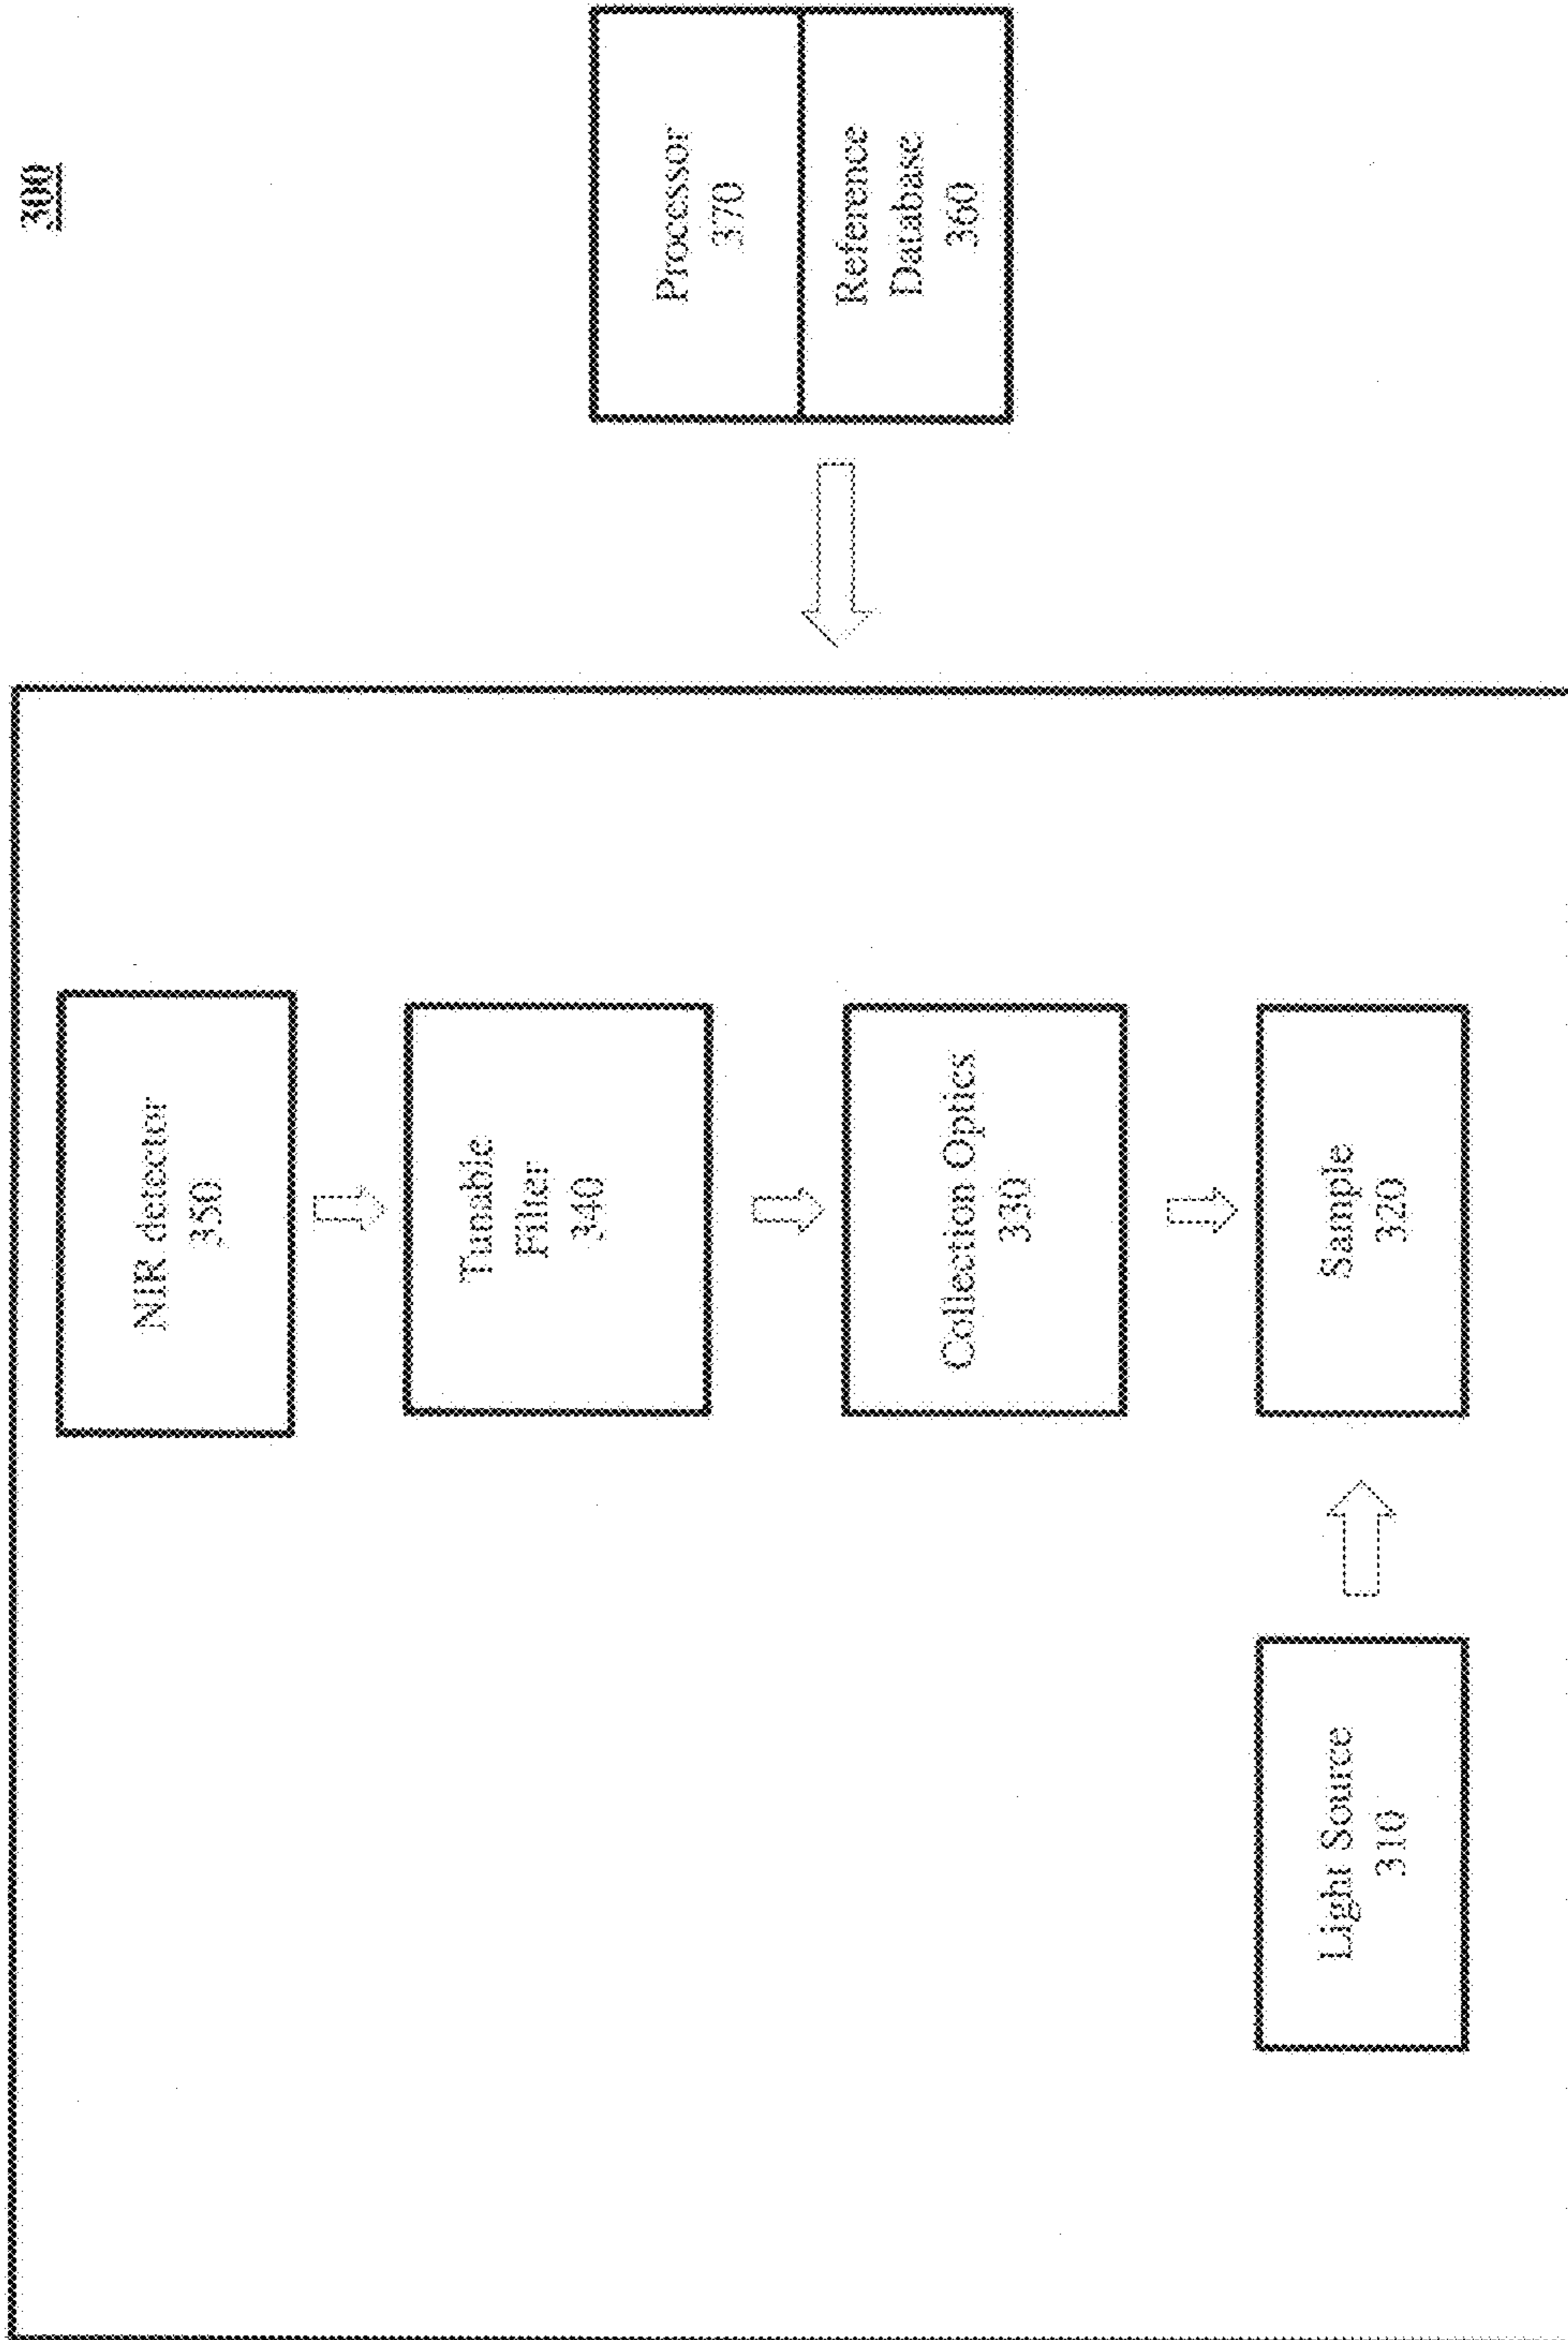 300
NIR detector
350
Tunable
Filter
340
Collection Optics
330
Sample
320
Light Source
310
Processor
370
Reference
Database
360